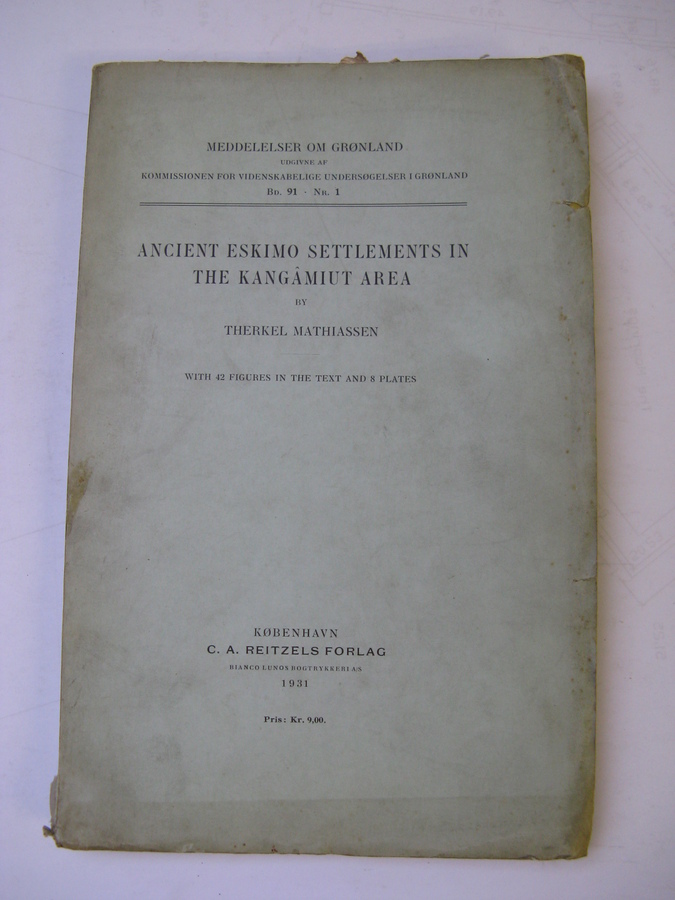 MEDDELELSER OM GRØNLAND
UDGIVNE AF
KOMMISSIONEN FOR VIDENSKABELIGE UNDERSØGELSER I GRØNLAND
BD. 91 · NR. 1
ANCIENT ESKIMO SETTLEMENTS IN
THE KANGÂMIUT AREA
BY
THERKEL MATHIASSEN
WITH 42 FIGURES IN THE TEXT AND 8 PLATES
KØBENHAVN
C. A. REITZELS FORLAG
BIANCO LUNOS BOGTRYKKERI A/S
1931
Pris: Kr. 9,00.